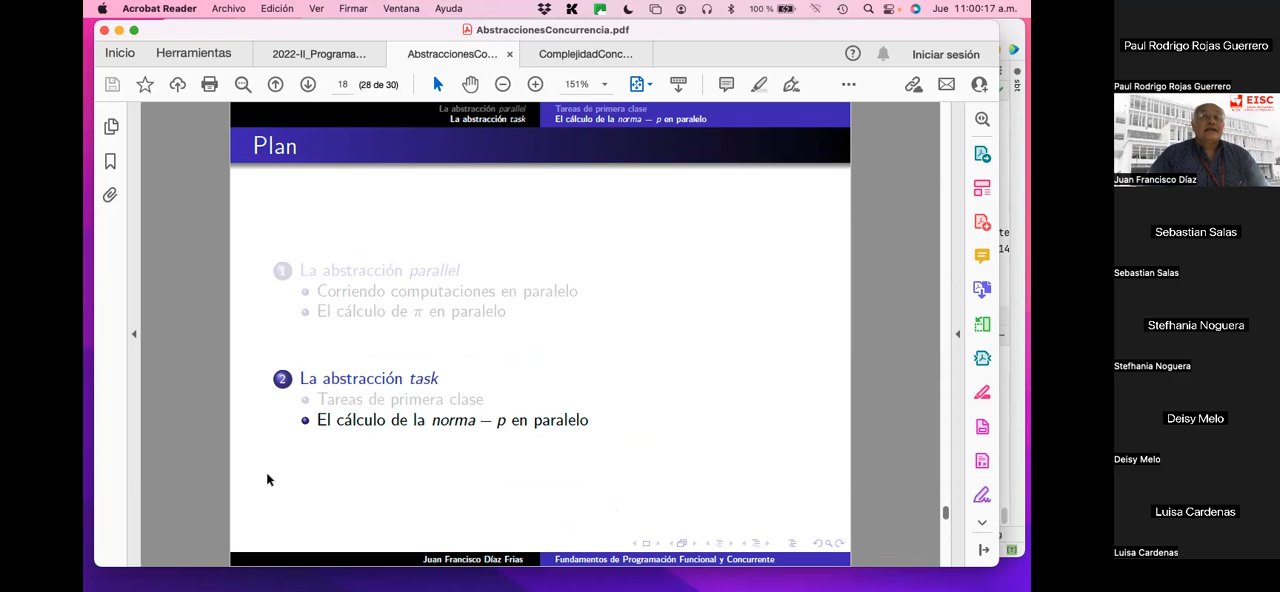 Acrobat Reader Archivo Edición Ver Firmar Ventana Ayuda 100 % Jue 11:00:17 a.m.
AbstraccionesConcurrencia.pdf
Inicio Herramientas 2022-II_Programa... AbstraccionesCo... × ComplejidadConc... Iniciar sesión
18 (28 de 30) 151%
La abstracción parallel Tareas de primera clase
La abstracción task El cálculo de la norma − p en paralelo
Plan
1 La abstracción parallel
Corriendo computaciones en paralelo
El cálculo de π en paralelo
2 La abstracción task
Tareas de primera clase
El cálculo de la norma − p en paralelo
Juan Francisco Díaz Frias Fundamentos de Programación Funcional y Concurrente
sbt
te
14
Paul Rodrigo Rojas Guerrero
Paul Rodrigo Rojas Guerrero
EISC
Juan Francisco Díaz
Sebastian Salas
Sebastian Salas
Stefhania Noguera
Stefhania Noguera
Deisy Melo
Deisy Melo
Luisa Cardenas
Luisa Cardenas